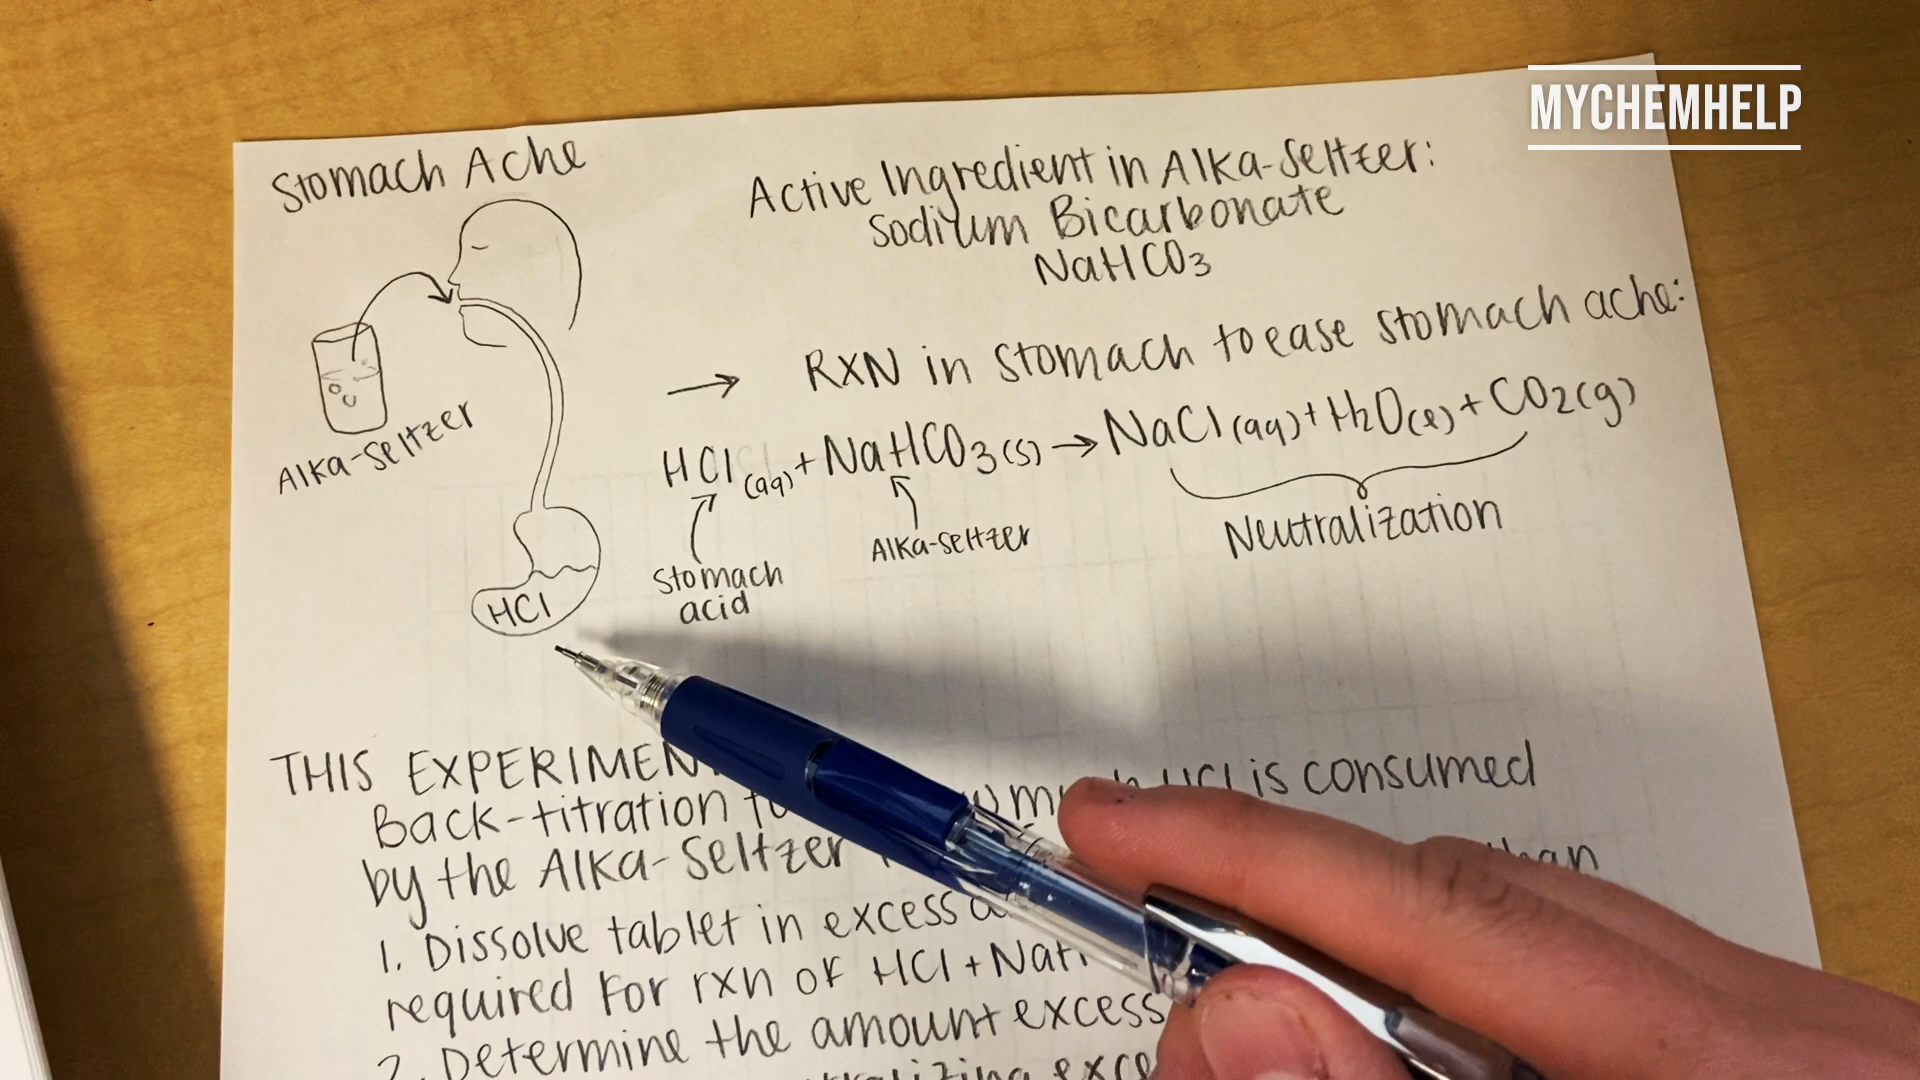 MYCHEMHELP
Stomach Ache
Alka-Seltzer
HCl
Active Ingredient in Alka-Seltzer:
Sodium Bicarbonate
NaHCO3
→ RXN in stomach to ease stomach ache:
HCl(aq) + NaHCO3(s) → NaCl(aq) + H2O(l) + CO2(g)
Stomach
acid
Alka-Seltzer
Neutralization
THIS EXPERIMENT
Back-titration HCl is consumed
by the Alka-Seltzer than
1. Dissolve tablet in excess
required for rxn of HCl + NaH
2. Determine the amount excess